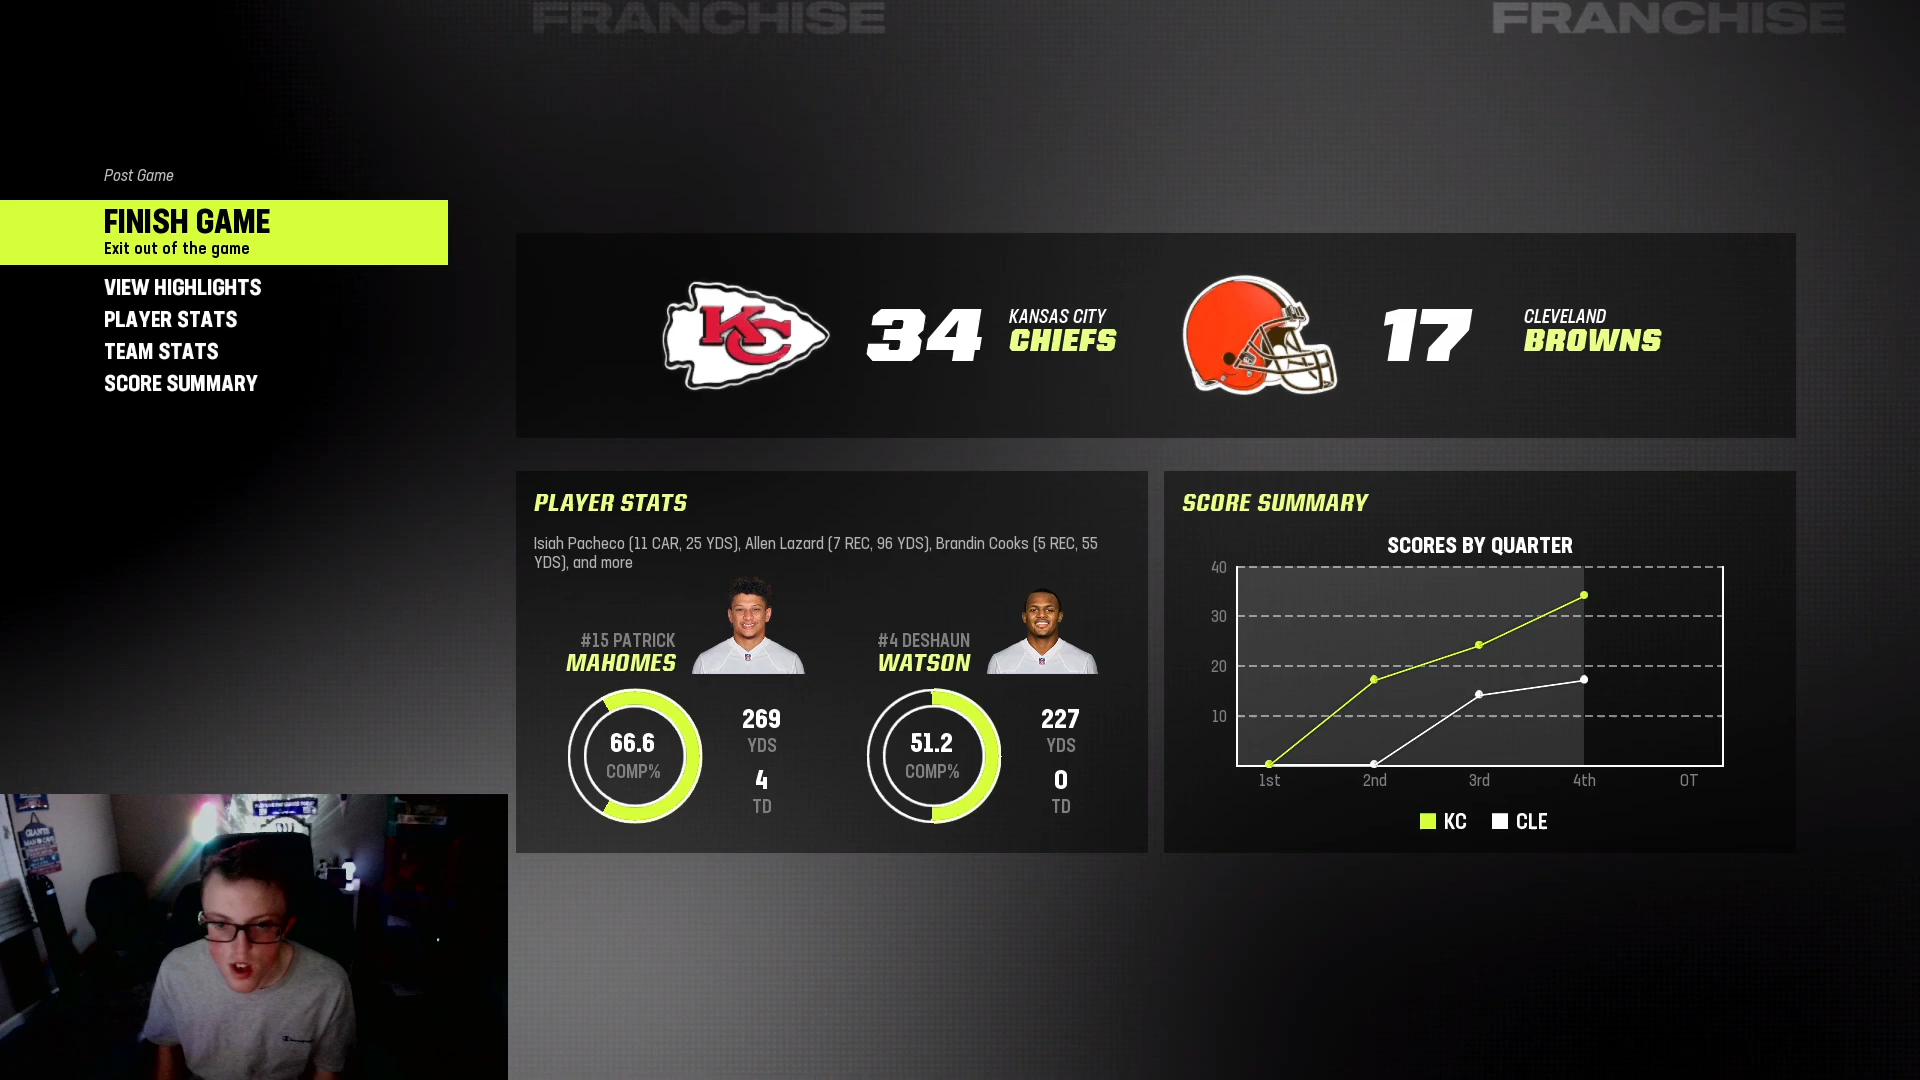 FRANCHISE
FRANCHISE
Post Game
FINISH GAME
Exit out of the game
VIEW HIGHLIGHTS
PLAYER STATS
TEAM STATS
SCORE SUMMARY
KC
34
KANSAS CITY
CHIEFS
17
CLEVELAND
BROWNS
PLAYER STATS
Isiah Pacheco (11 CAR, 25 YDS), Allen Lazard (7 REC, 96 YDS), Brandin Cooks (5 REC, 55
YDS), and more
#15 PATRICK
MAHOMES
66.6
COMP%
269
YDS
4
TD
#4 DESHAUN
WATSON
51.2
COMP%
227
YDS
0
TD
SCORE SUMMARY
SCORES BY QUARTER
40
30
20
10
1st
2nd
3rd
4th
OT
KC
CLE
GIANTS
MAN CAVE